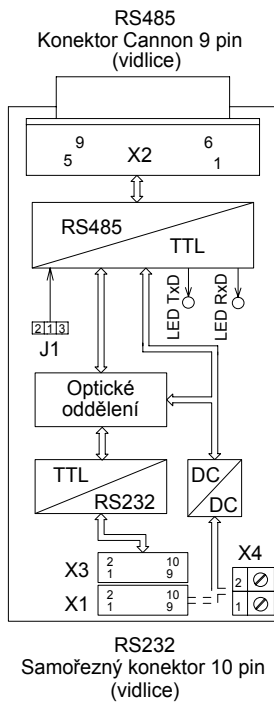 RS485
Konektor Cannon 9 pin
(vidlice)
9 6
5 X2 1
RS485
TTL
LED TxD
LED RxD
2 1 3
J1
Optické
oddělení
TTL
RS232
DC
DC
X4
X3 2 10
1 9
2
X1 2 10
1 9
1
RS232
Samořezný konektor 10 pin
(vidlice)